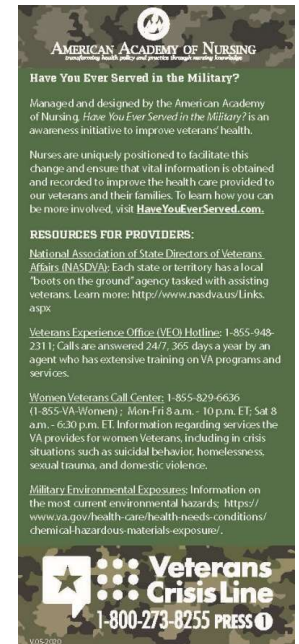 AMERICAN ACADEMY OF NURSING
transforming health policy and practice through nursing knowledge
Have You Ever Served in the Military?
Managed and designed by the American Academy
of Nursing, Have You Ever Served in the Military? is an
awareness initiative to improve veterans' health.
Nurses are uniquely positioned to facilitate this
change and ensure that vital information is obtained
and recorded to improve the health care provided to
our veterans and their families. To learn how you can
be more involved, visit HaveYouEverServed.com.
RESOURCES FOR PROVIDERS:
National Association of State Directors of Veterans
Affairs (NASDVA): Each state or territory has a local
"boots on the ground" agency tasked with assisting
veterans. Learn more: http://www.nasdva.us/Links.
aspx
Veterans Experience Office (VEO) Hotline: 1-855-948-
2311; Calls are answered 24/7, 365 days a year by an
agent who has extensive training on VA programs and
services.
Women Veterans Call Center: 1-855-829-6636
(1-855-VA-Women) ; Mon-Fri 8 a.m. - 10 p.m. ET; Sat 8
a.m. - 6:30 p.m. ET. Information regarding services the
VA provides for women Veterans, including in crisis
situations such as suicidal behavior, homelessness,
sexual trauma, and domestic violence.
Military Environmental Exposures: Information on
the most current environmental hazards; https://
www.va.gov/health-care/health-needs-conditions/
chemical-hazardous-materials-exposure/.
Veterans
Crisis Line
1-800-273-8255 PRESS 1
V.05-2020